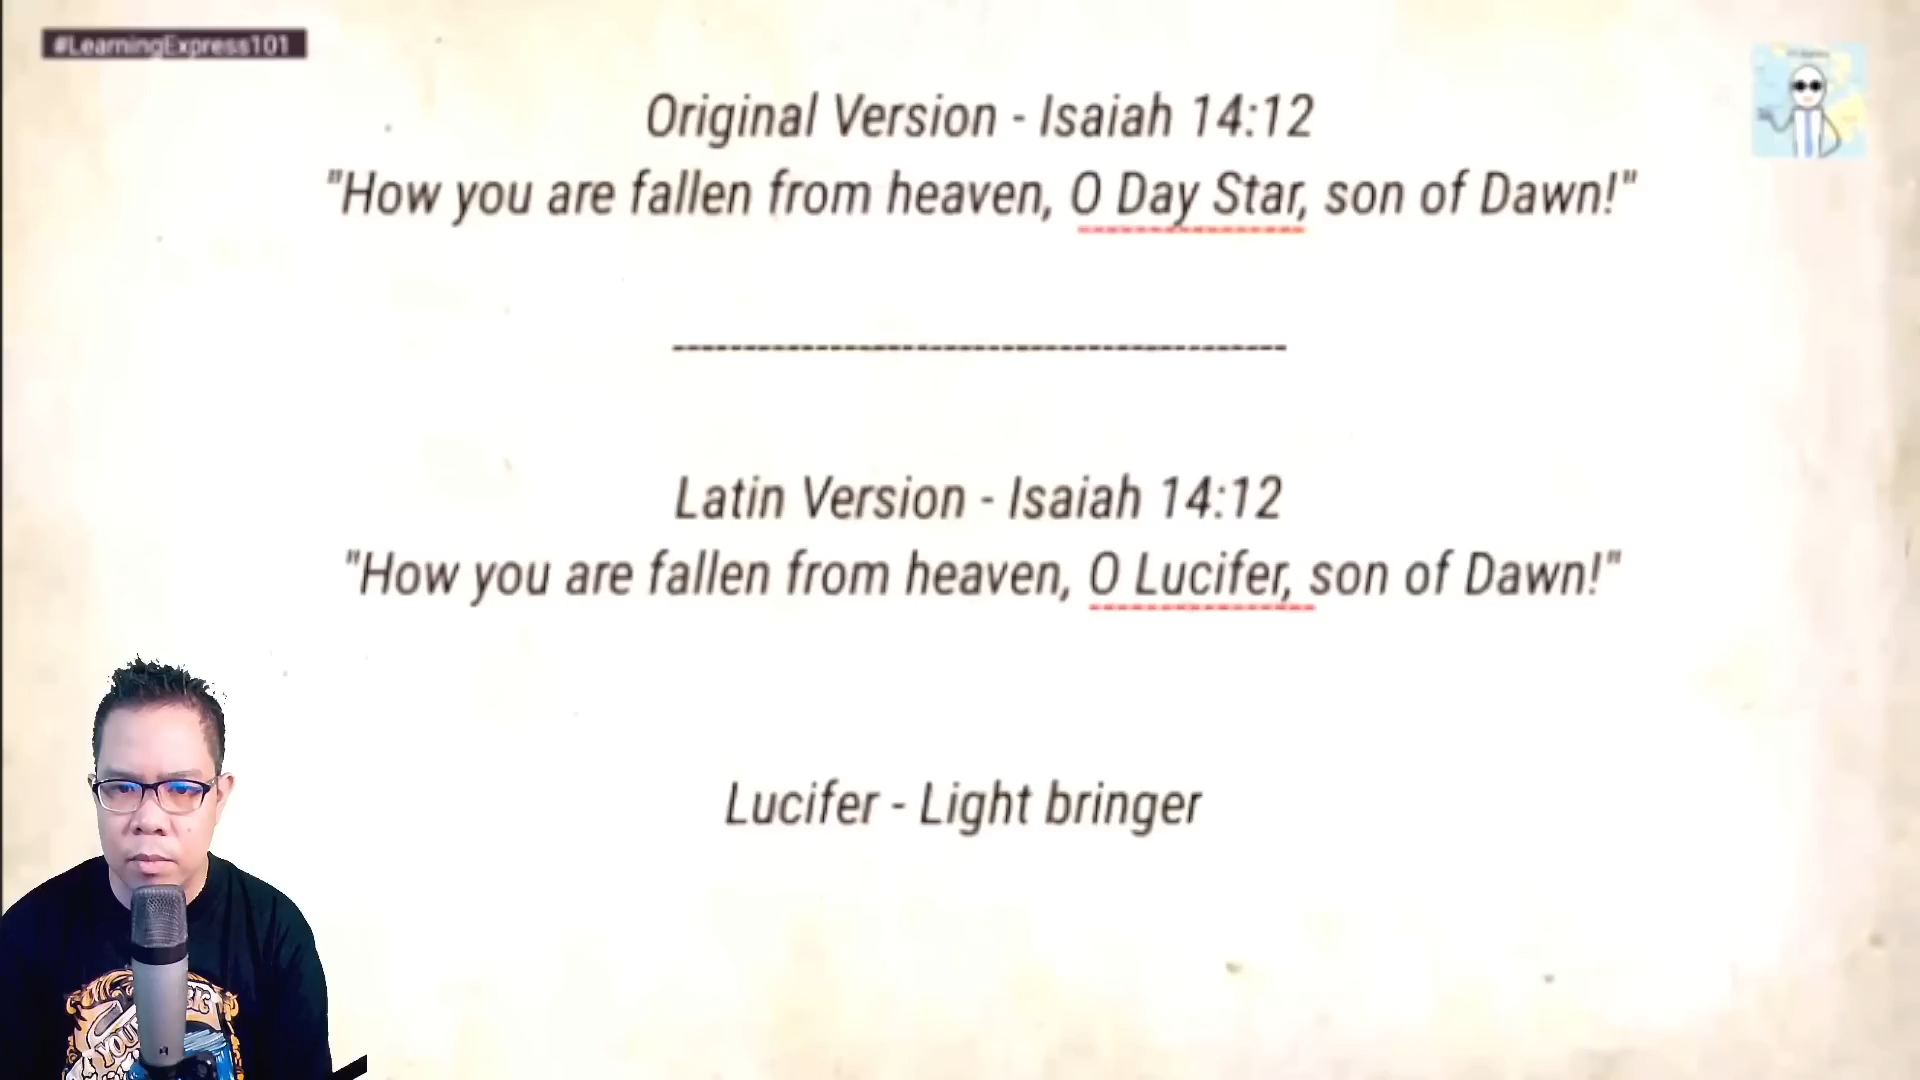 #LearningExpress101
Original Version - Isaiah 14:12
"How you are fallen from heaven, O Day Star, son of Dawn!"
-------------------------------------------
Latin Version - Isaiah 14:12
"How you are fallen from heaven, O Lucifer, son of Dawn!"
Lucifer - Light bringer
YOU